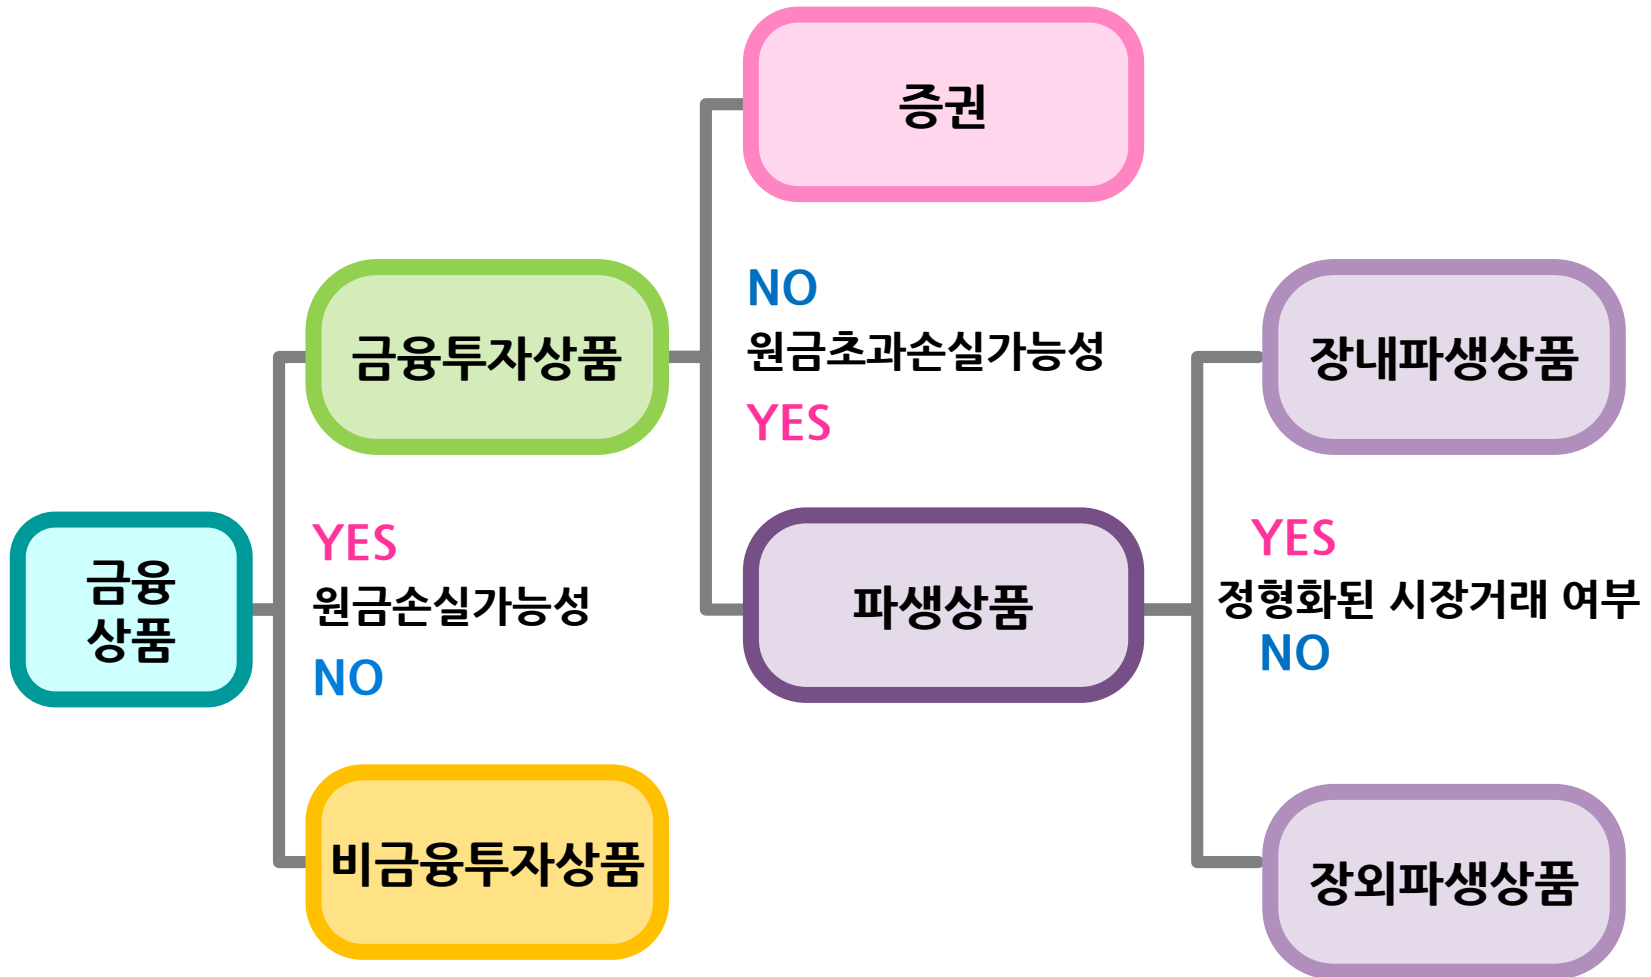 증권
NO
원금초과손실가능성
YES
금융투자상품
장내파생상품
금융
상품
YES
원금손실가능성
NO
파생상품
YES
정형화된 시장거래 여부
NO
비금융투자상품
장외파생상품